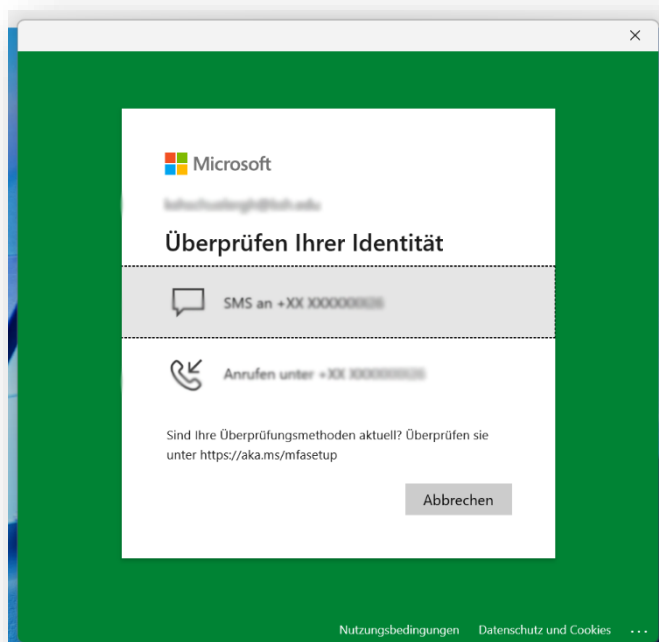 Microsoft
Überprüfen Ihrer Identität
SMS an +XX
Anrufen unter +XX
Sind Ihre Überprüfungsmethoden aktuell? Überprüfen sie
unter https://aka.ms/mfasetup
Abbrechen
Nutzungsbedingungen Datenschutz und Cookies ...